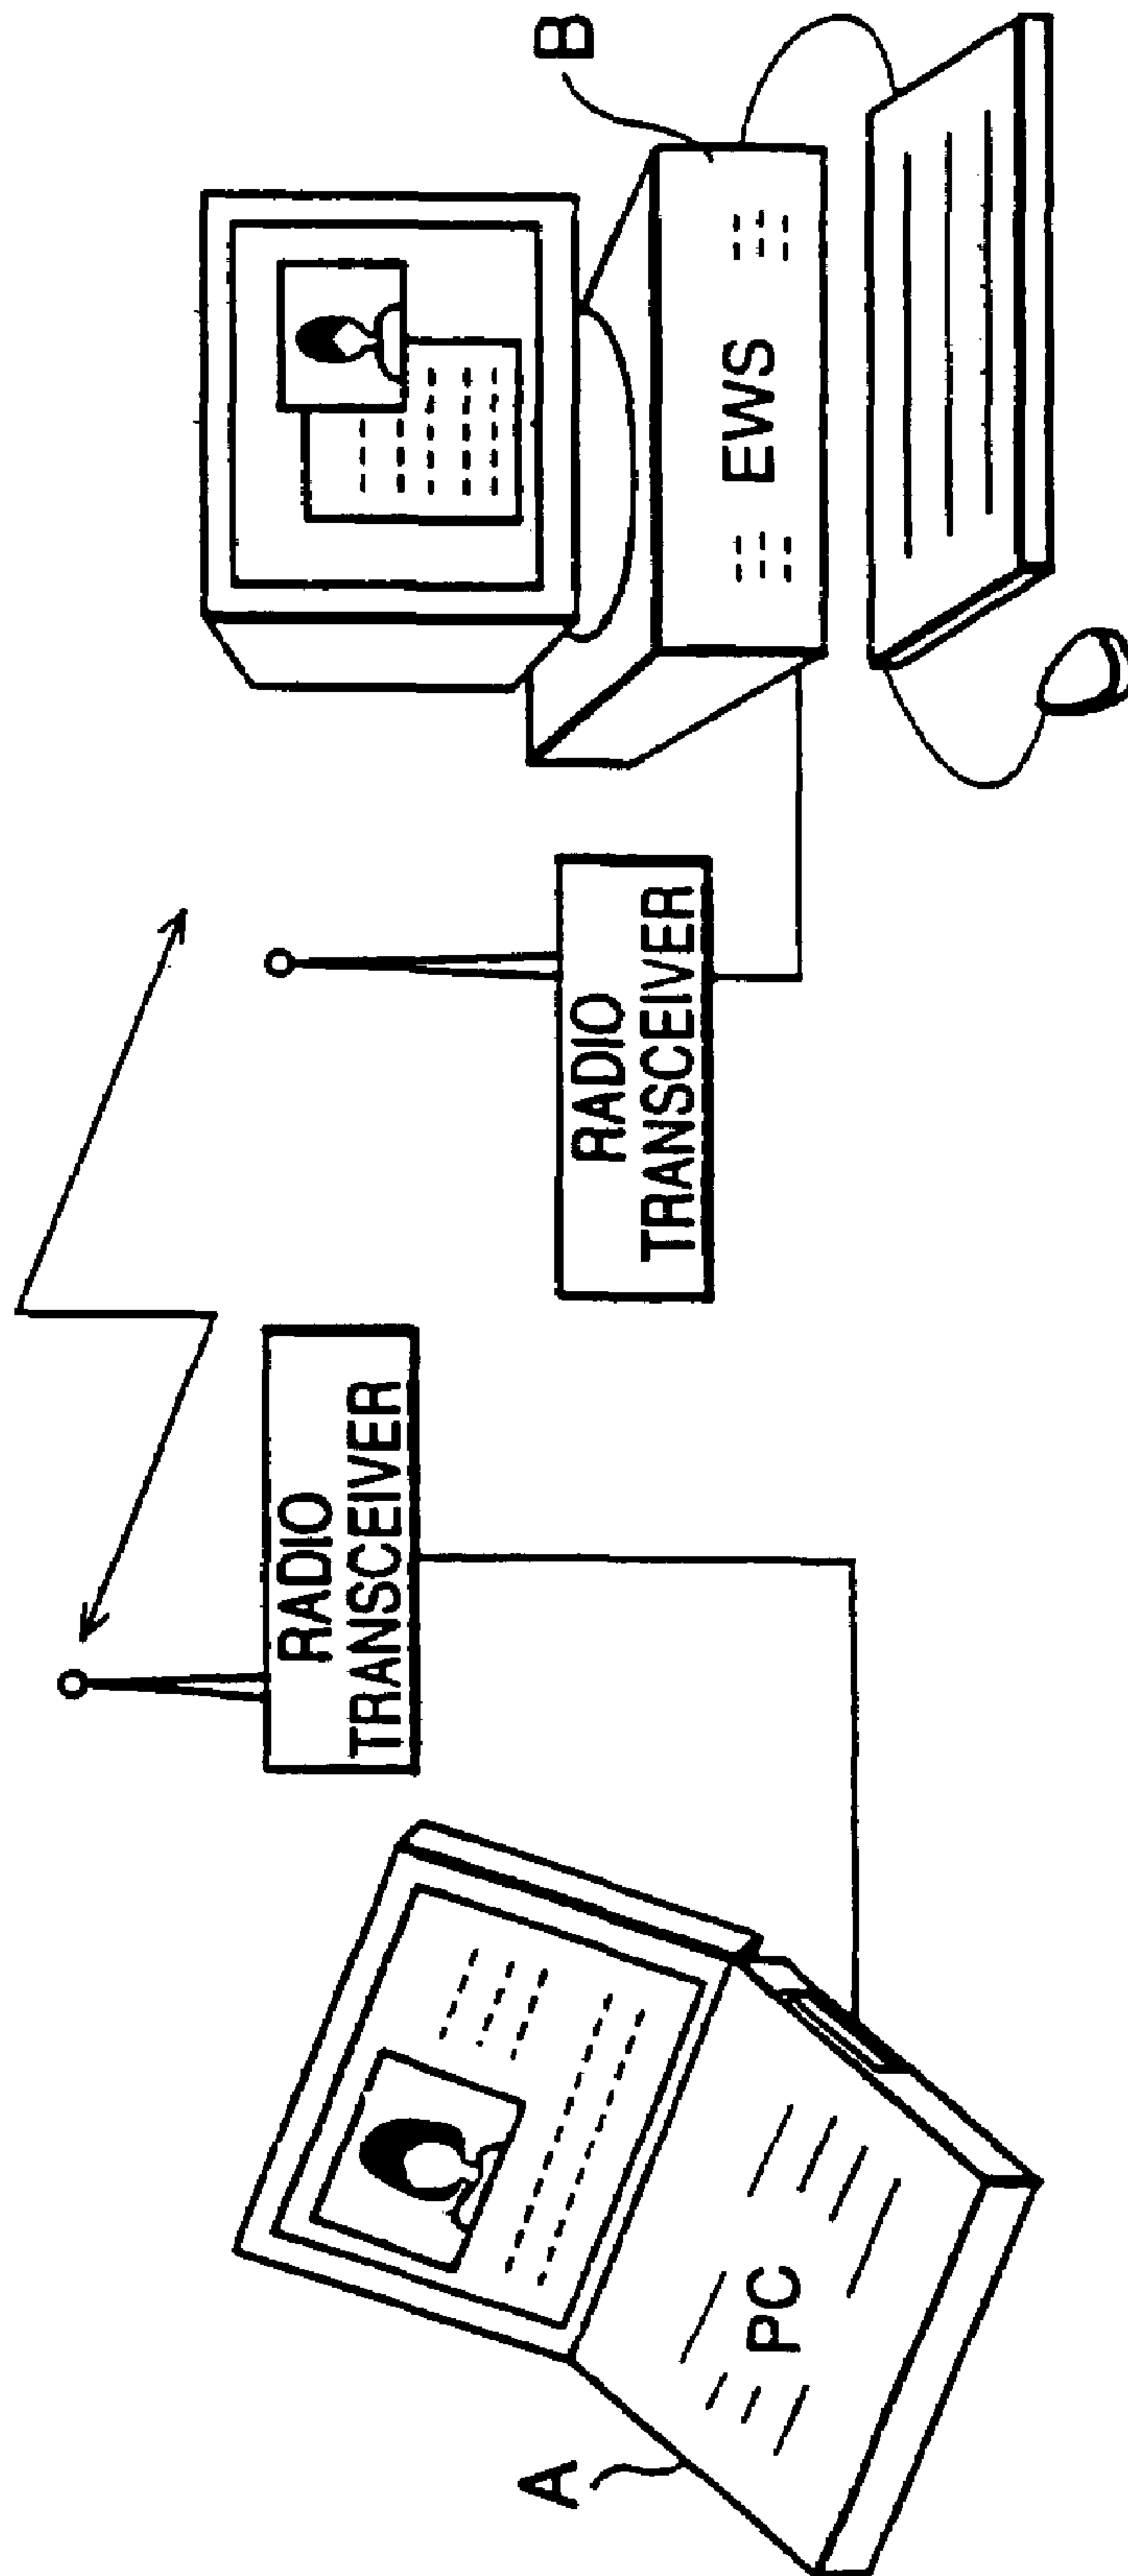 A
PC
RADIO
TRANSCEIVER
RADIO
TRANSCEIVER
EWS
B